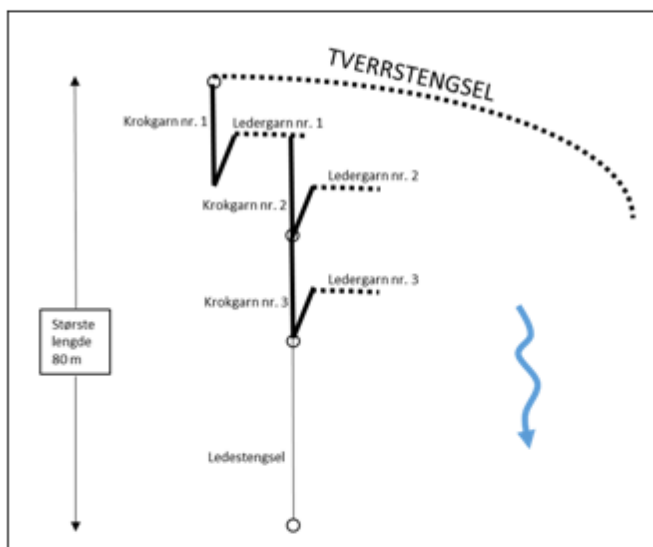 TVERRSTENGSEL
Krokgarn nr. 1
Ledergarn nr. 1
Ledergarn nr. 2
Krokgarn nr. 2
Ledergarn nr. 3
Krokgarn nr. 3
Største
lengde
80 m
Ledestengsel